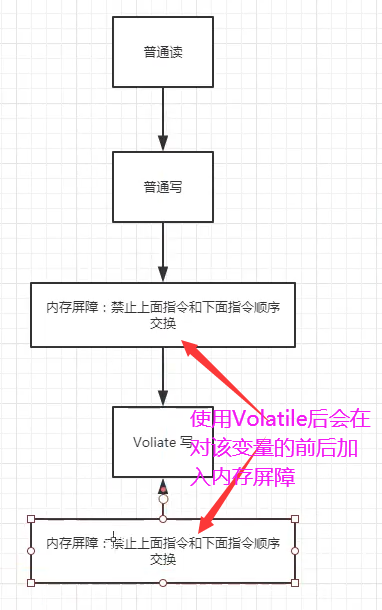 普通读
普通写
内存屏障：禁止上面指令和下面指令顺序
交换
使用Volatile后会在
对该变量的前后加
入内存屏障
Voliate 写
内存屏障：禁止上面指令和下面指令顺序
交换